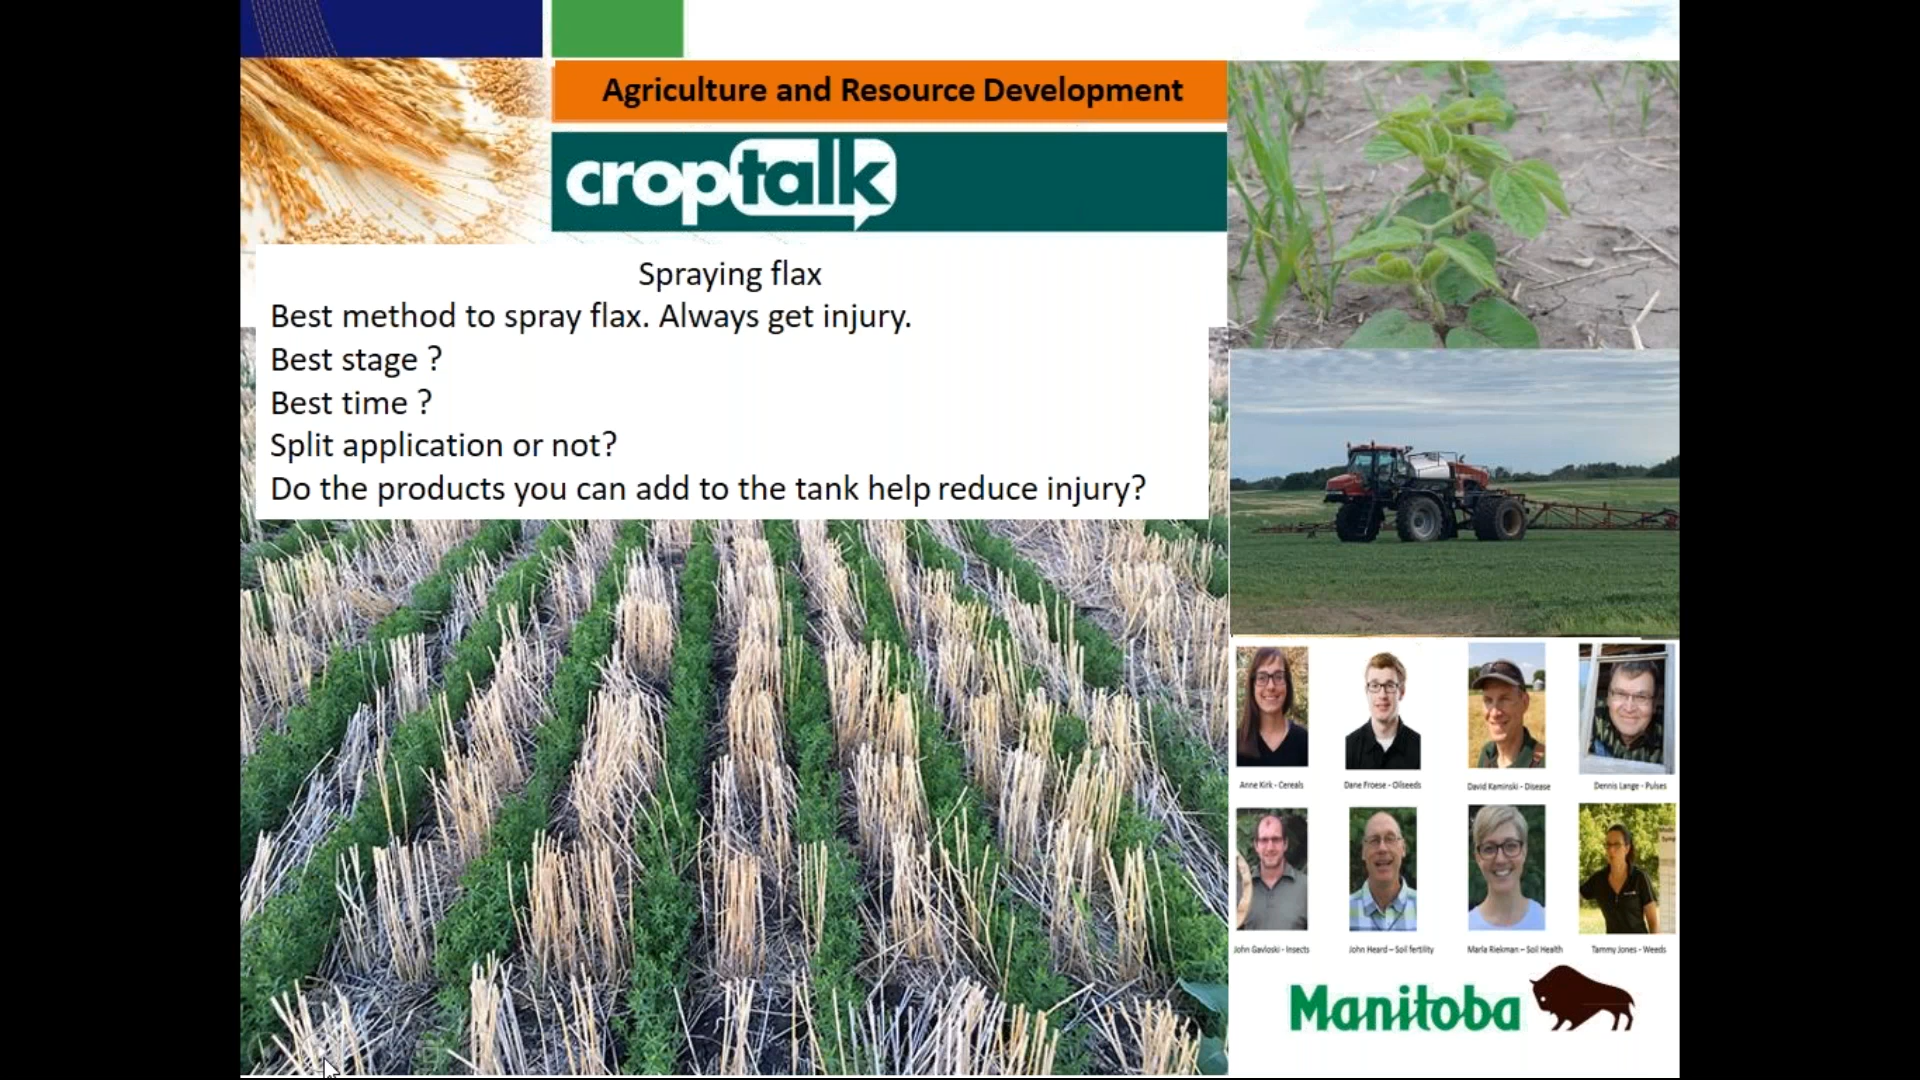 Agriculture and Resource Development
croptalk
Spraying flax
Best method to spray flax. Always get injury.
Best stage ?
Best time ?
Split application or not?
Do the products you can add to the tank help reduce injury?
Anne Kirk - Cereals
Dane Froese - Oilseeds
David Kaminski - Disease
Dennis Lange - Pulses
John Gavloski - Insects
John Heard – Soil fertility
Marla Riekman – Soil Health
Tammy Jones - Weeds
Manitoba